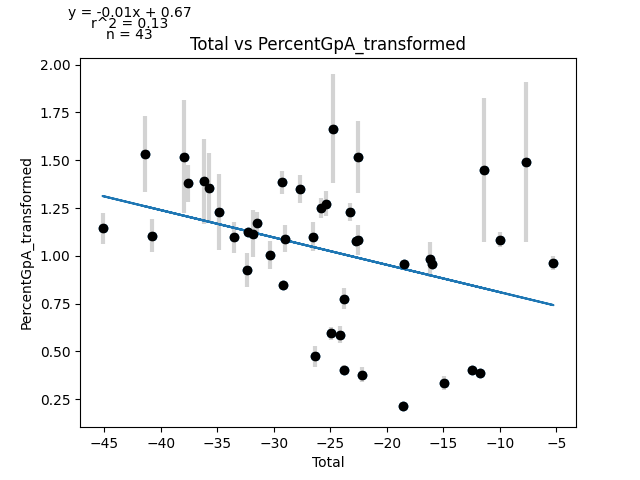 y = -0.01x + 0.67
r^2 = 0.13
n = 43
Total vs PercentGpA_transformed
2.00
1.75
1.50
1.25
1.00
0.75
0.50
0.25
PercentGpA_transformed
−45 −40 −35 −30 −25 −20 −15 −10 −5
Total